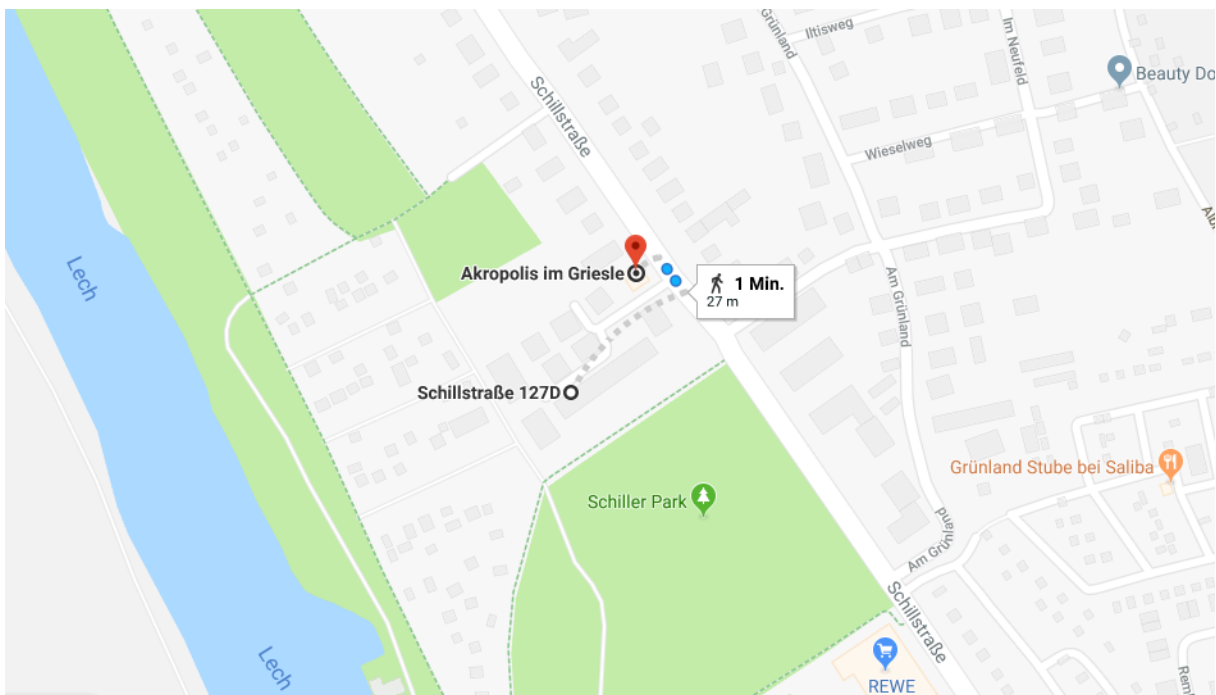 Grünland
Iltisweg
Im Neufeld
Beauty Do
Schillstraße
Wieselweg
Albr
Lech
Akropolis im Griesle
1 Min.
27 m
Am Grünland
Schillstraße 127D
Grünland Stube bei Saliba
Schiller Park
Am Grünland
Schillstraße
Lech
REWE